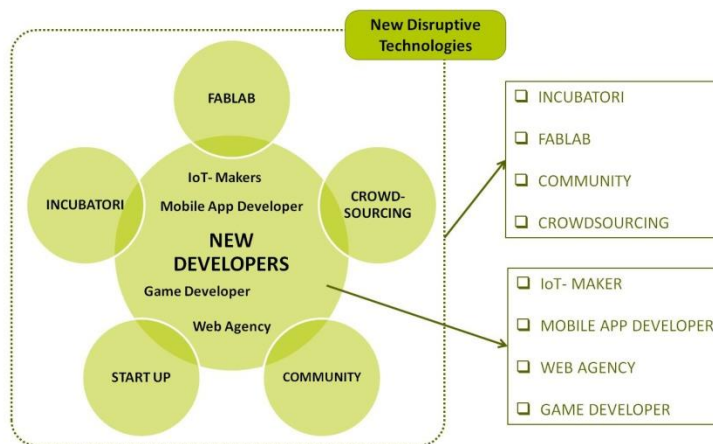 New Disruptive
Technologies
FABLAB
IoT- Makers
Mobile App Developer
INCUBATORI
CROWD-
SOURCING
NEW
DEVELOPERS
Game Developer
Web Agency
START UP
COMMUNITY
INCUBATORI
FABLAB
COMMUNITY
CROWDSOURCING
IoT- MAKER
MOBILE APP DEVELOPER
WEB AGENCY
GAME DEVELOPER